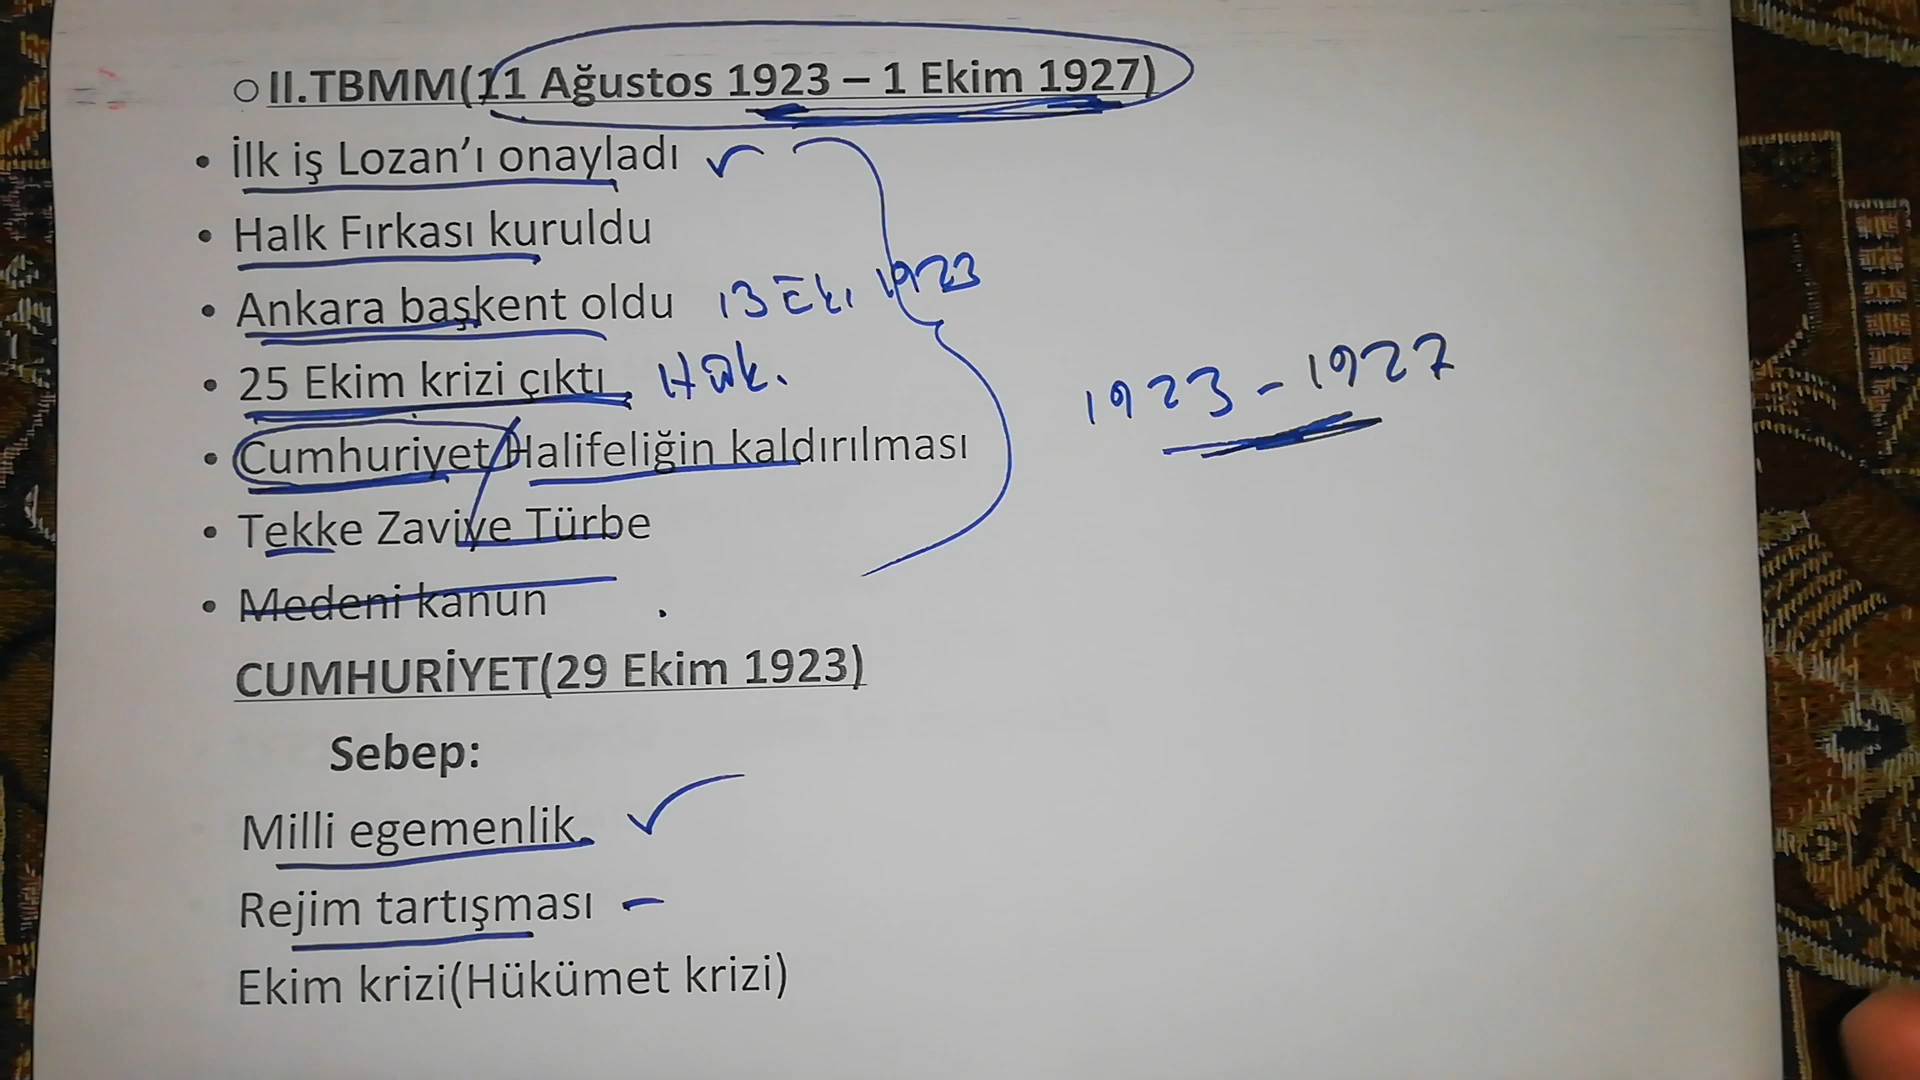 ○ II.TBMM(11 Ağustos 1923 – 1 Ekim 1927)
• İlk iş Lozan’ı onayladı
• Halk Fırkası kuruldu
• Ankara başkent oldu 13 Ek. 1923
• 25 Ekim krizi çıktı Hük.
1923 - 1927
• Cumhuriyet/Halifeliğin kaldırılması
• Tekke Zaviye Türbe
• Medeni kanun
CUMHURİYET(29 Ekim 1923)
Sebep:
Milli egemenlik
Rejim tartışması –
Ekim krizi(Hükümet krizi)